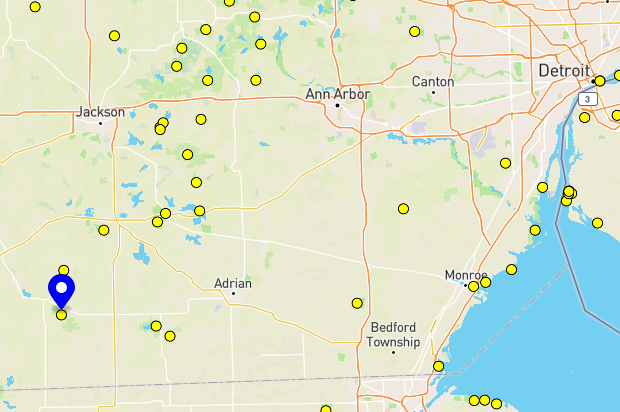 Detroit
Canton
Ann Arbor
3
Jackson
Monroe
Adrian
Bedford
Township